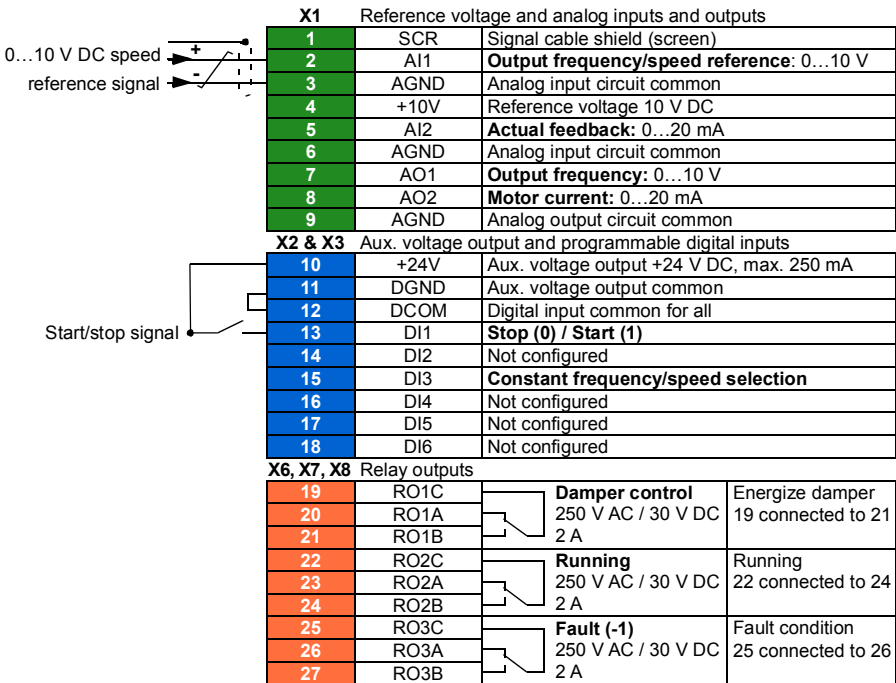 X1 Reference voltage and analog inputs and outputs
1 SCR Signal cable shield (screen)
0…10 V DC speed + 2 AI1 Output frequency/speed reference: 0…10 V
reference signal - 3 AGND Analog input circuit common
4 +10V Reference voltage 10 V DC
5 AI2 Actual feedback: 0…20 mA
6 AGND Analog input circuit common
7 AO1 Output frequency: 0…10 V
8 AO2 Motor current: 0…20 mA
9 AGND Analog output circuit common
X2 & X3 Aux. voltage output and programmable digital inputs
10 +24V Aux. voltage output +24 V DC, max. 250 mA
11 DGND Aux. voltage output common
12 DCOM Digital input common for all
Start/stop signal 13 DI1 Stop (0) / Start (1)
14 DI2 Not configured
15 DI3 Constant frequency/speed selection
16 DI4 Not configured
17 DI5 Not configured
18 DI6 Not configured
X6, X7, X8 Relay outputs
19 RO1C Damper control Energize damper
20 RO1A 250 V AC / 30 V DC 19 connected to 21
21 RO1B 2 A
22 RO2C Running Running
23 RO2A 250 V AC / 30 V DC 22 connected to 24
24 RO2B 2 A
25 RO3C Fault (-1) Fault condition
26 RO3A 250 V AC / 30 V DC 25 connected to 26
27 RO3B 2 A